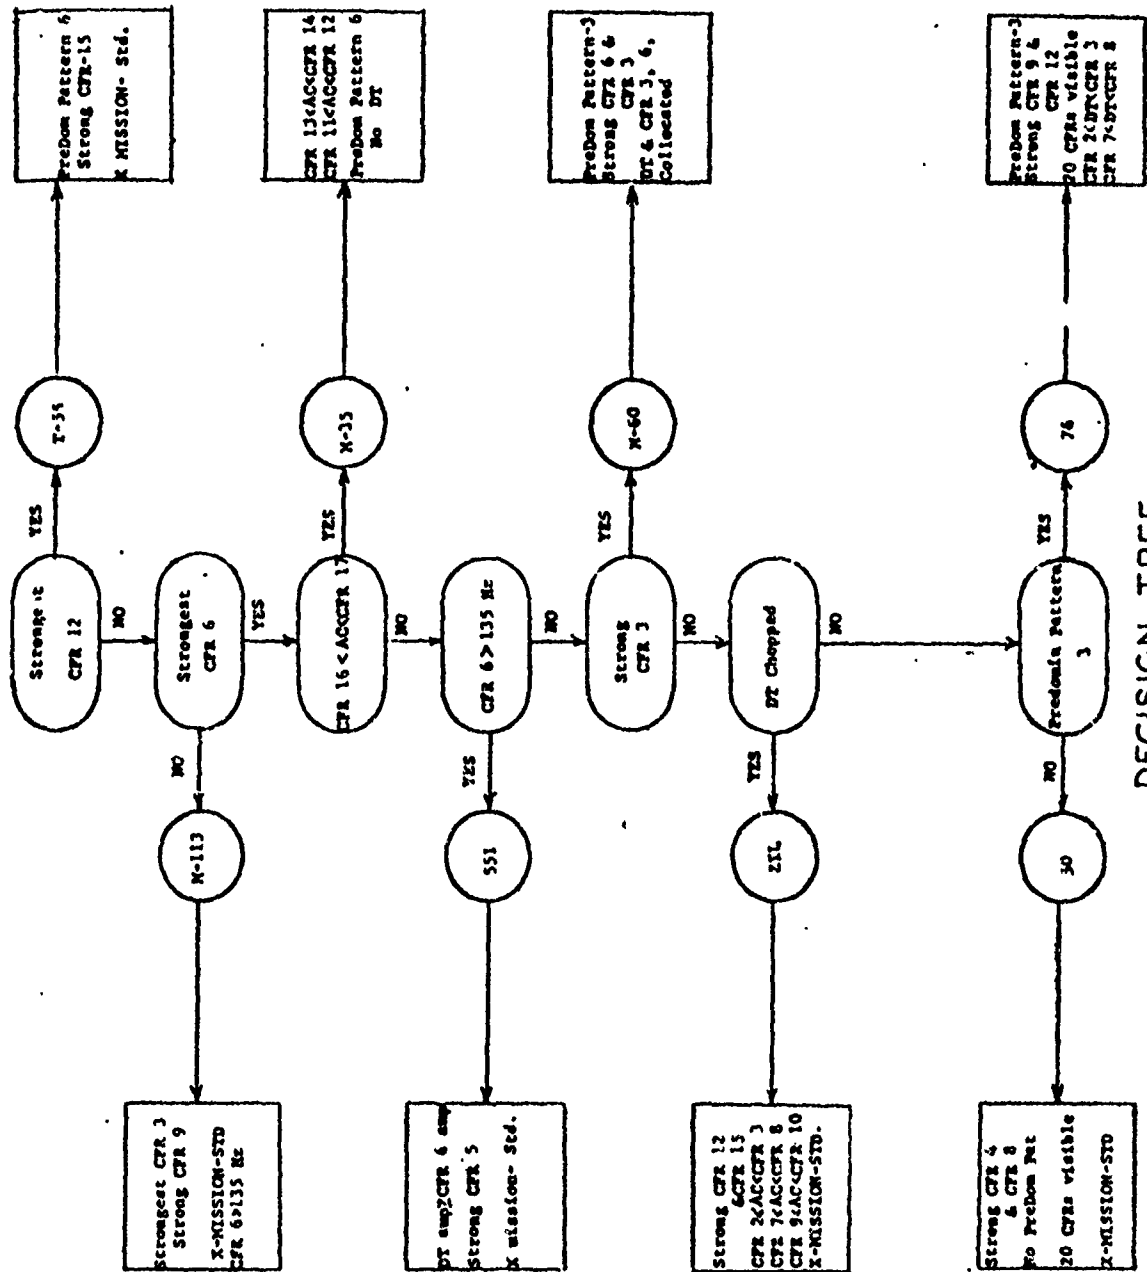 PreDom Pattern 6
Strong CFR-15
X MISSION- Std.
CFR 13<AC<CFR 14
CFR 11<AC<CFR 12
PreDom Pattern 6
No DT
PreDom Pattern-3
Strong CFR 6 &
CFR 3
DT & CFR 3, 6,
Collocated
PreDom Pattern-3
Strong CFR 9 &
CFR 12
20 CFRs visible
CFR 2<DT<CFR 3
CFR 7<DT<CFR 8
M-35
M-60
76
YES
YES
YES
YES
Strongest
CFR 12
NO
Strongest
CFR 6
YES
CFR 16 < AC<CFR 17
NO
CFR 6 > 135 Hz
NO
Strong
CFR 3
NO
DT Chopped
NO
Predomin Pattern
3
NO
YES
YES
NO
M-113
551
ZIL
30
Strongest CFR 3
Strong CFR 9
X-MISSION-STD
CFR 6>135 Hz
DT amp CFR 6 amp
Strong CFR 5
X mission- Std.
Strong CFR 12
&CFR 15
CFR 2<AC<CFR 3
CFR 7<AC<CFR 8
CFR 9<AC<CFR 10
X-MISSION-STD.
Strong CFR 4
& CFR 8
No PreDom Pat
20 CFRs visible
X-MISSION-STD
DECISION TREE